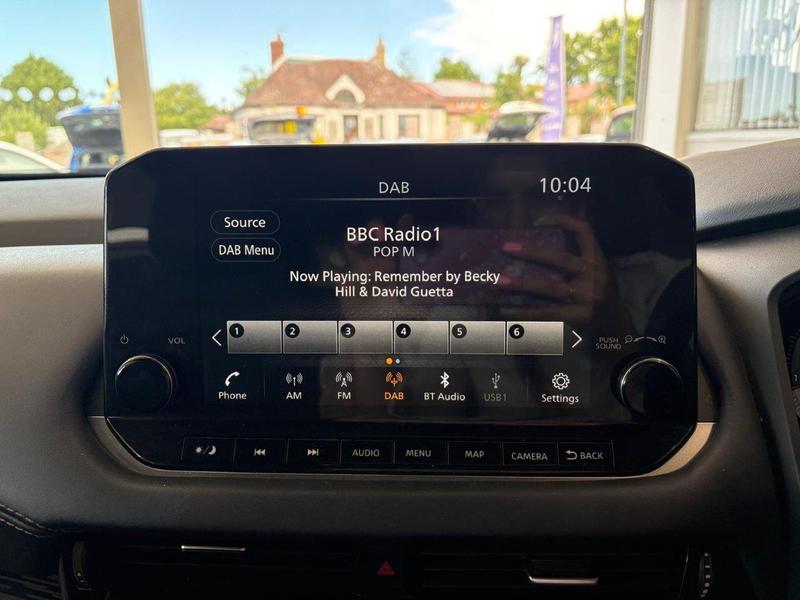 DAB
10:04
Source
DAB Menu
BBC Radio1
POP M
Now Playing: Remember by Becky
Hill & David Guetta
1 2 3 4 5 6
VOL
PUSH
SOUND
Phone AM FM DAB BT Audio USB1 Settings
AUDIO MENU MAP CAMERA BACK